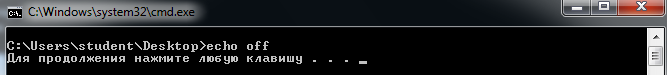 C:\Windows\system32\cmd.exe
C:\Users\student\Desktop>echo off
Для продолжения нажмите любую клавишу . . .